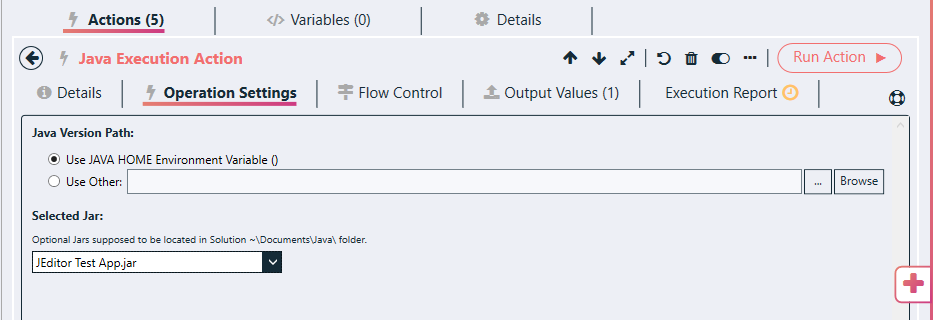 Actions (5) Variables (0) Details
Java Execution Action Run Action
Details Operation Settings Flow Control Output Values (1) Execution Report
Java Version Path:
Use JAVA HOME Environment Variable ()
Use Other: ... Browse
Selected Jar:
Optional Jars supposed to be located in Solution ~\Documents\Java\ folder.
JEditor Test App.jar